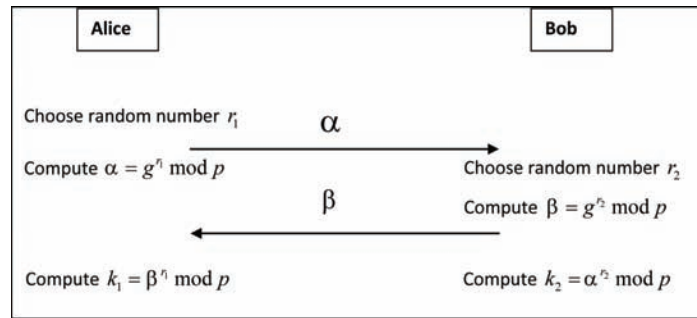 Alice
Bob
Choose random number r₁
α
Compute α = g^r₁ mod p
Choose random number r₂
β
Compute β = g^r₂ mod p
Compute k₁ = β^r₁ mod p
Compute k₂ = α^r₂ mod p